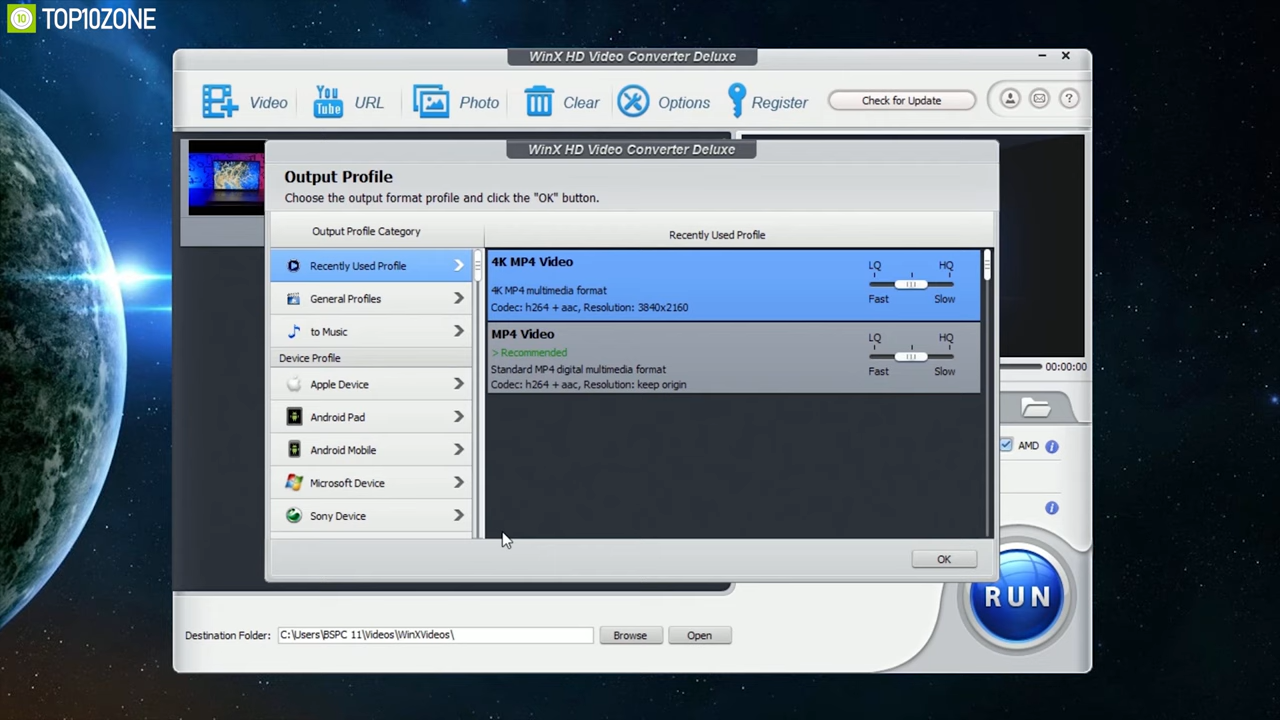 10 TOP10ZONE
WinX HD Video Converter Deluxe
Video
You Tube URL
Photo
Clear
Options
Register
Check for Update
?
WinX HD Video Converter Deluxe
Output Profile
Choose the output format profile and click the "OK" button.
Output Profile Category
Recently Used Profile
General Profiles
to Music
Device Profile
Apple Device
Android Pad
Android Mobile
Microsoft Device
Sony Device
Recently Used Profile
4K MP4 Video
4K MP4 multimedia format
Codec: h264 + aac, Resolution: 3840x2160
LQ HQ
Fast Slow
MP4 Video
> Recommended
Standard MP4 digital multimedia format
Codec: h264 + aac, Resolution: keep origin
LQ HQ
Fast Slow
OK
00:00:00
AMD
RUN
Destination Folder: C:\Users\BSPC 11\Videos\WinXVideos\
Browse
Open